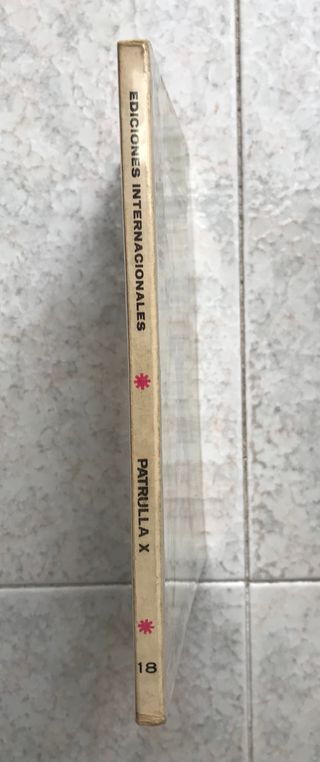 EDICIONES INTERNACIONALES * PATRULLA X * 18